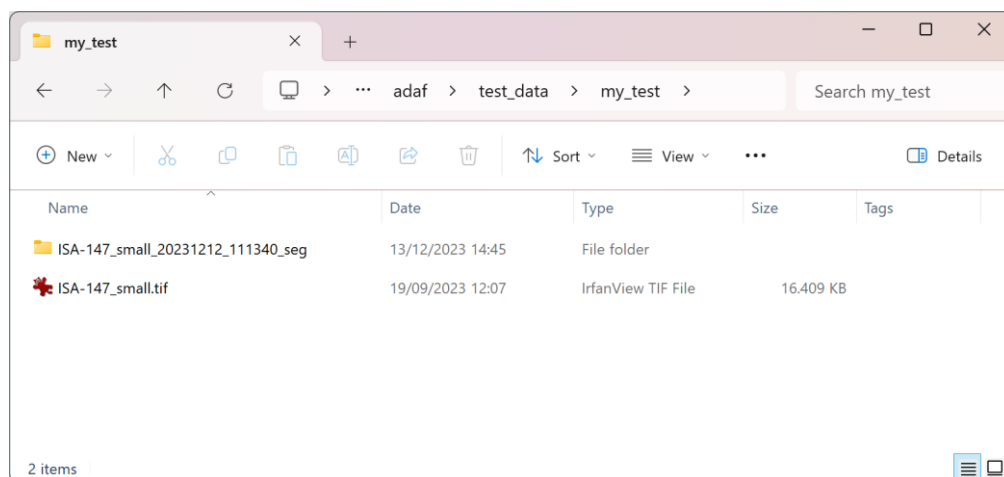 my_test
adaf > test_data > my_test >
Search my_test
New
Sort
View
Details
Name Date Type Size Tags
ISA-147_small_20231212_111340_seg 13/12/2023 14:45 File folder
ISA-147_small.tif 19/09/2023 12:07 IrfanView TIF File 16.409 KB
2 items